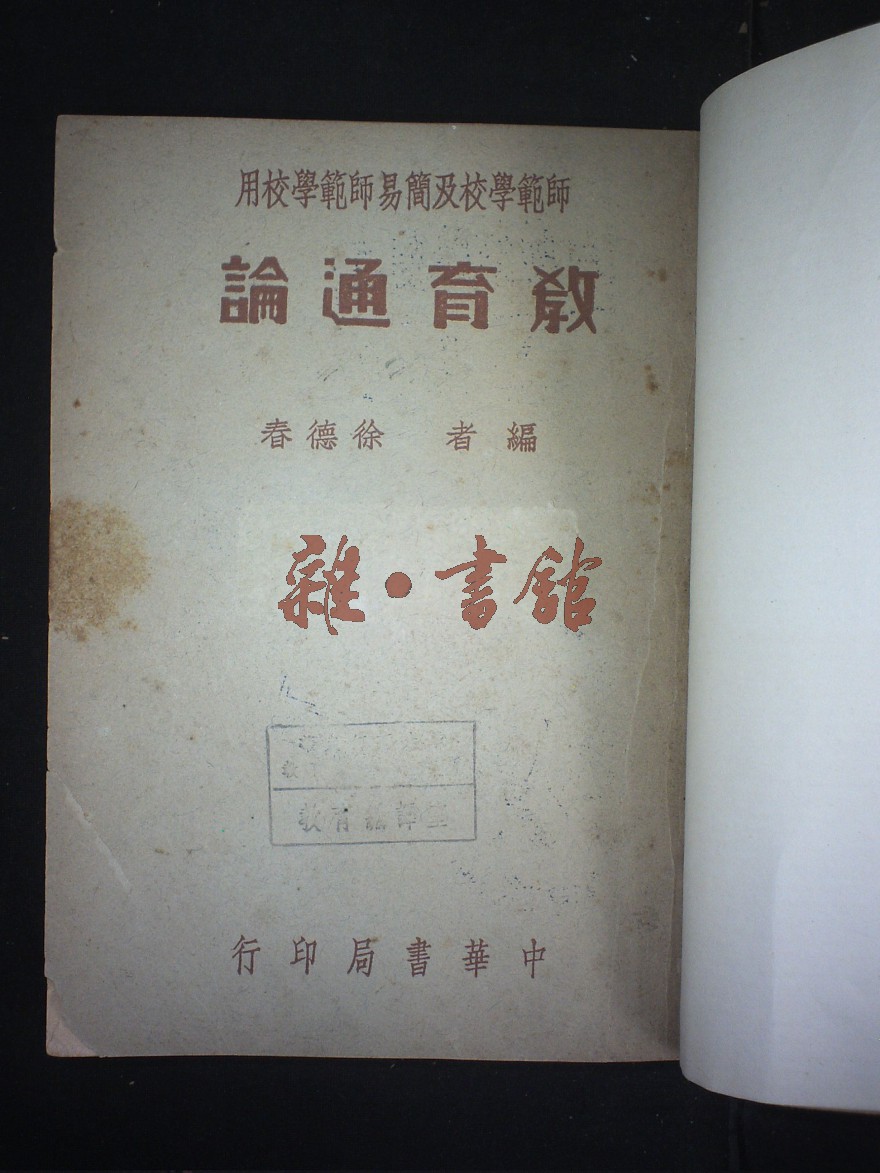 師範學校及簡易師範學校用
教育通論
編者 徐德春
雜·書館
中華書局印行